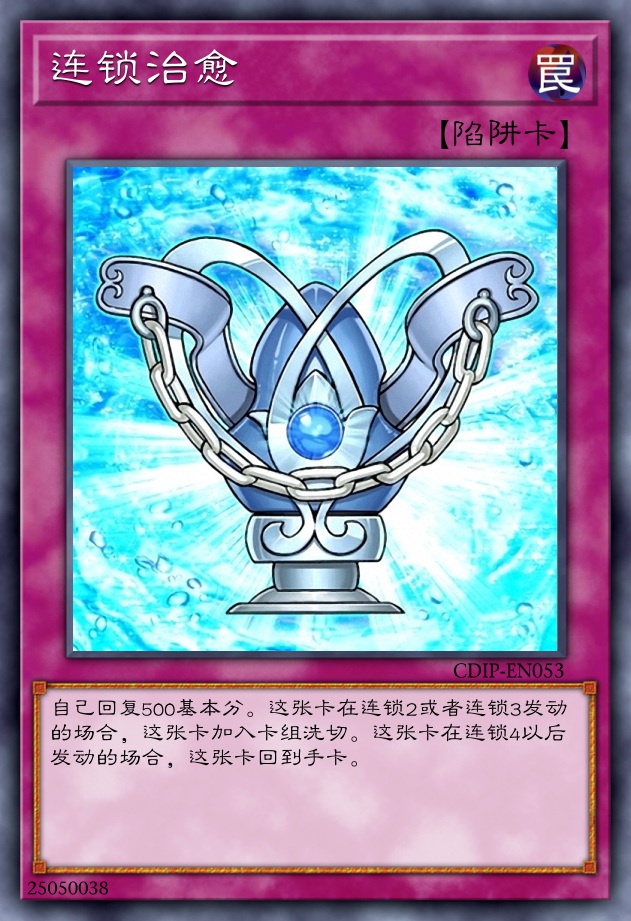 连锁治愈
罠
【陷阱卡】
CDIP-EN053
自己回复500基本分。这张卡在连锁2或者连锁3发动
的场合，这张卡加入卡组洗切。这张卡在连锁4以后
发动的场合，这张卡回到手卡。
25050038